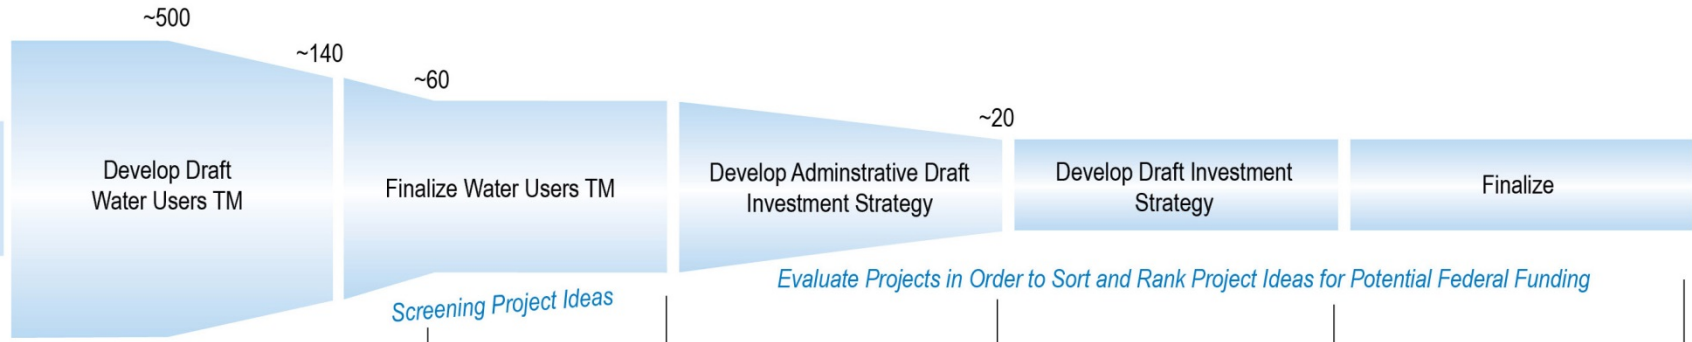 ~500
~140
~60
~20
Develop Draft
Water Users TM
Finalize Water Users TM
Develop Adminstrative Draft
Investment Strategy
Develop Draft Investment
Strategy
Finalize
Screening Project Ideas
Evaluate Projects in Order to Sort and Rank Project Ideas for Potential Federal Funding